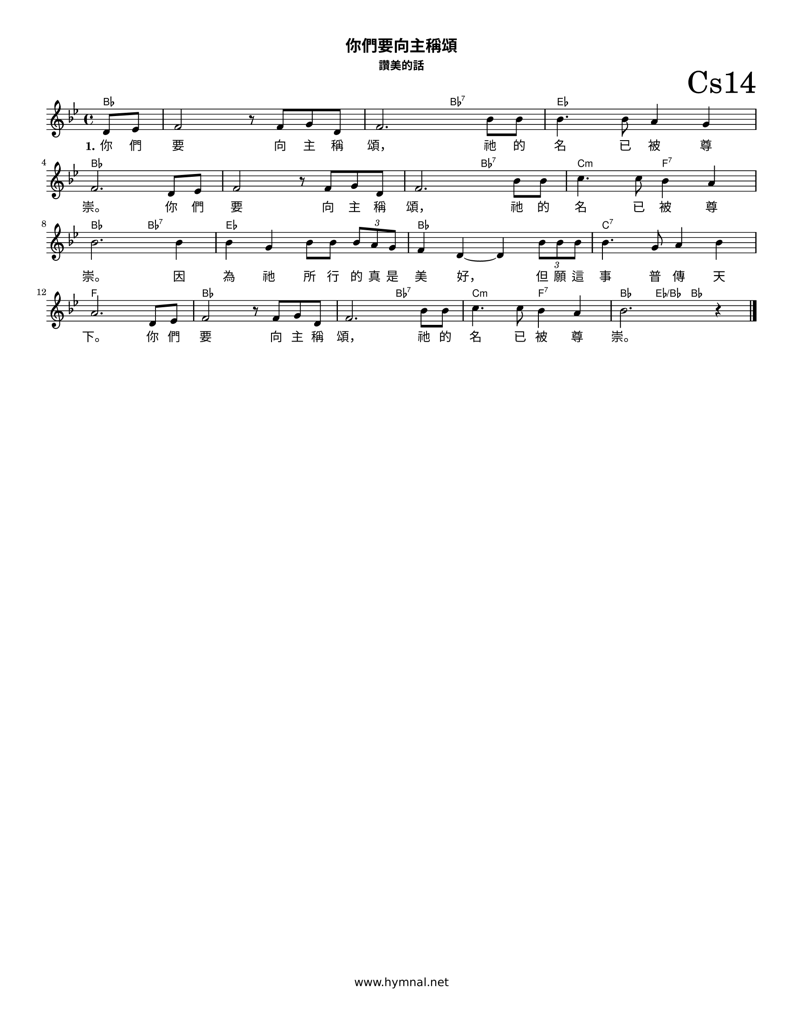 你們要向主稱頌
讚美的話
Cs14
B♭ B♭7 E♭
1. 你 們 要 向 主 稱 頌， 祂 的 名 已 被 尊
4 B♭ B♭7 Cm F7
崇。 你 們 要 向 主 稱 頌， 祂 的 名 已 被 尊
8 B♭ B♭7 E♭ 3 B♭ 3 C7
崇。 因 為 祂 所 行 的 真 是 美 好， 但 願 這 事 普 傳 天
12 F B♭ B♭7 Cm F7 B♭ E♭/B♭ B♭
下。 你 們 要 向 主 稱 頌， 祂 的 名 已 被 尊 崇。
www.hymnal.net